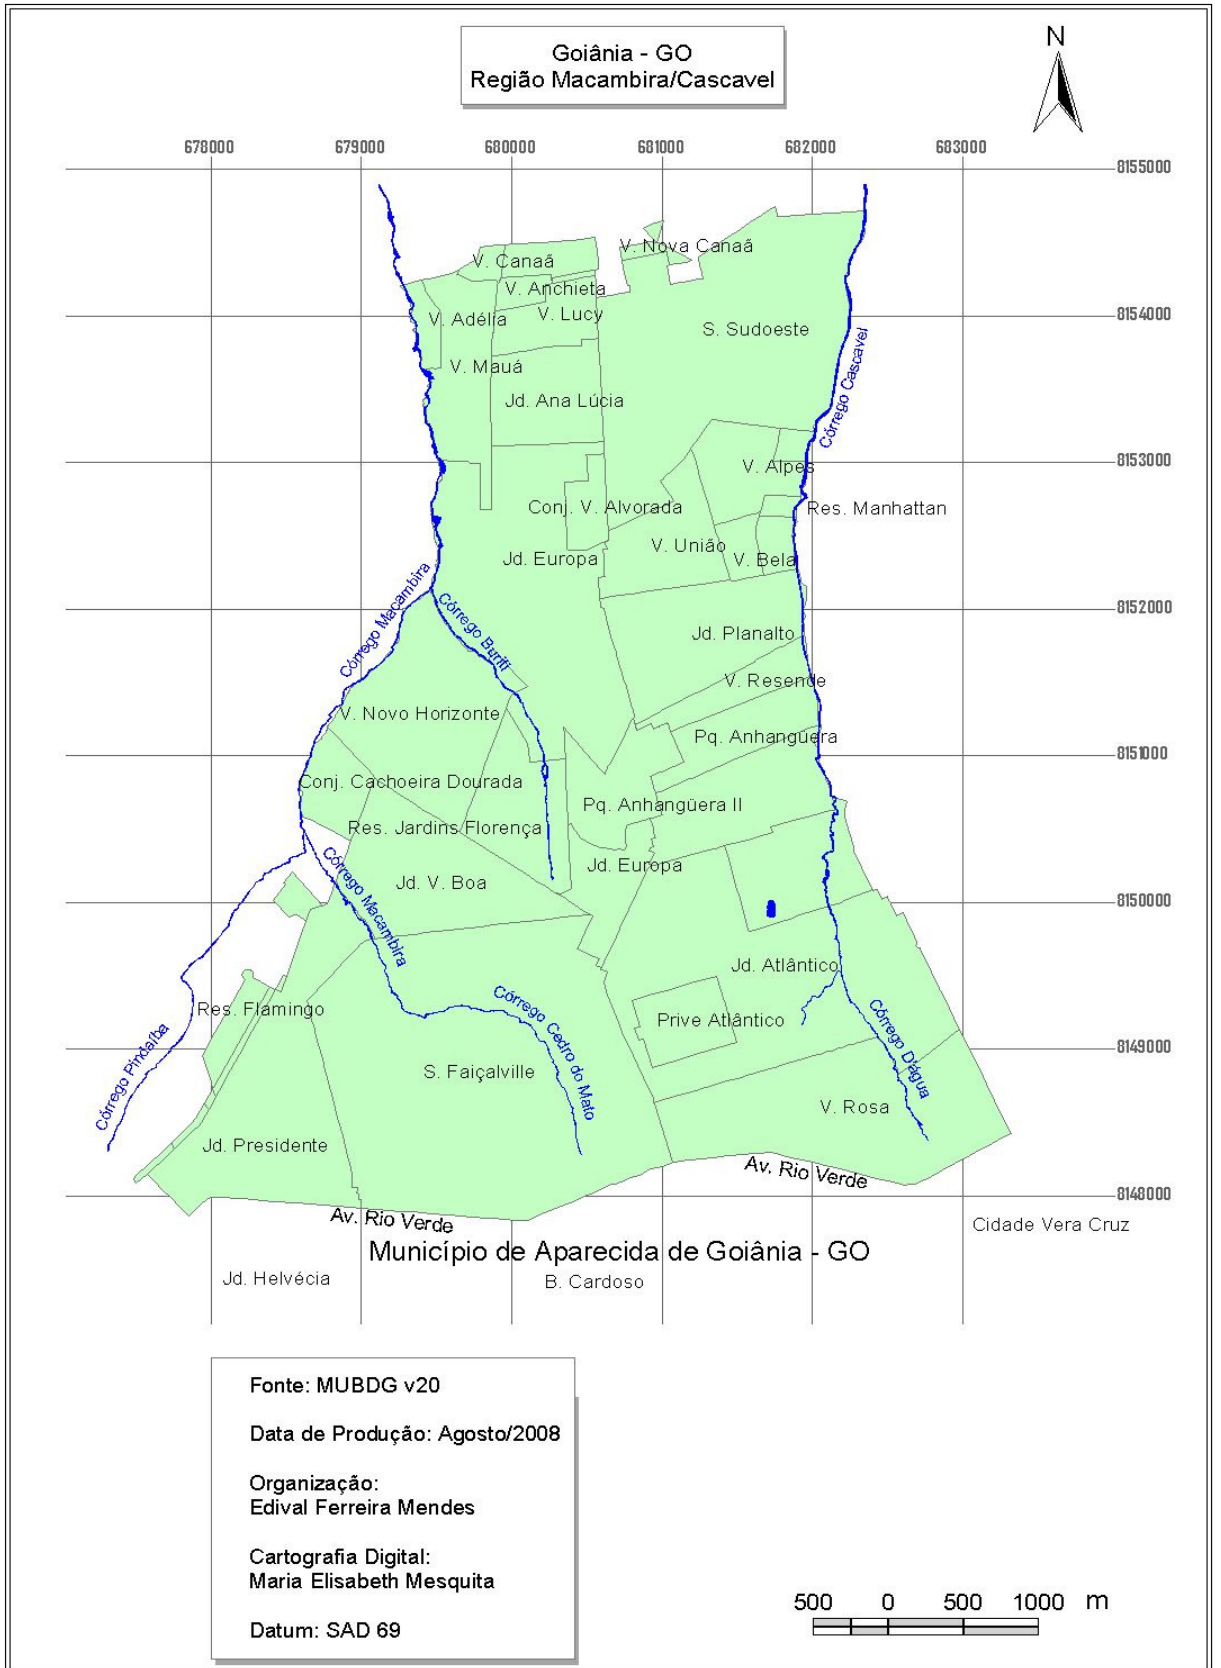 Goiânia - GO
Região Macambira/Cascavel
N
678000
679000
680000
681000
682000
683000
8155000
V. Nova Canaã
V. Canaã
V. Anchieta
V. Lucy
V. Adélia
8154000
S. Sudoeste
Córrego Cascavel
V. Mauá
Jd. Ana Lúcia
8153000
V. Alpes
Conj. V. Alvorada
Res. Manhattan
V. União
Jd. Europa
V. Bela
Córrego Macambira
Córrego Buriti
8152000
Jd. Planalto
V. Resende
V. Novo Horizonte
Pq. Anhanguera
8151000
Conj. Cachoeira Dourada
Pq. Anhangüera II
Res. Jardins Florença
Jd. Europa
Córrego Macambira
Jd. V. Boa
8150000
Jd. Atlântico
Res. Flamingo
Prive Atlântico
Córrego Pindaíba
Córrego Cedro do Mato
Córrego D'água
8149000
S. Faiçalville
V. Rosa
Jd. Presidente
Av. Rio Verde
8148000
Av. Rio Verde
Cidade Vera Cruz
Município de Aparecida de Goiânia - GO
Jd. Helvécia
B. Cardoso
Fonte: MUBDG v20
Data de Produção: Agosto/2008
Organização:
Edival Ferreira Mendes
Cartografia Digital:
Maria Elisabeth Mesquita
Datum: SAD 69
500 0 500 1000 m